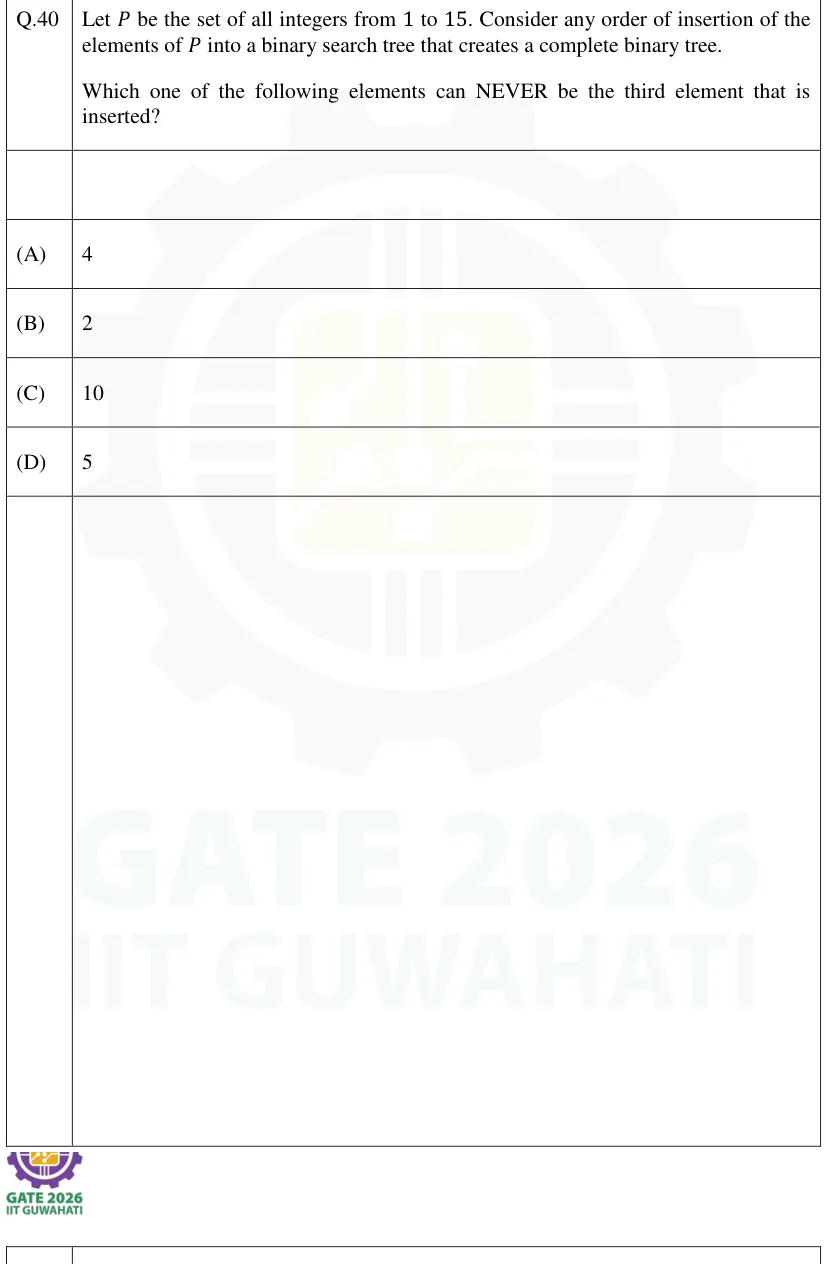 Q.40 Let P be the set of all integers from 1 to 15. Consider any order of insertion of the
elements of P into a binary search tree that creates a complete binary tree.
Which one of the following elements can NEVER be the third element that is
inserted?
(A) 4
(B) 2
(C) 10
(D) 5
GATE 2026
IIT GUWAHATI
GATE 2026
IIT GUWAHATI